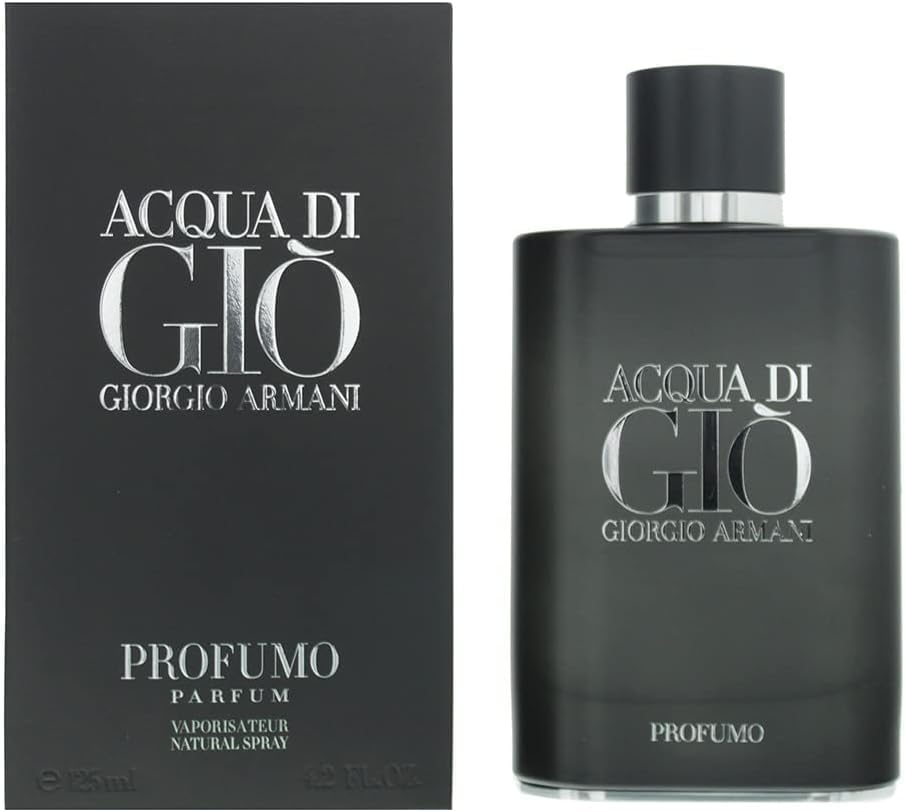 ACQUA DI
GIÒ
GIORGIO ARMANI
PROFUMO
PARFUM
VAPORISATEUR
NATURAL SPRAY
℮ 125ml 4.2 FL.OZ.
ACQUA DI
GIÒ
GIORGIO ARMANI
PROFUMO